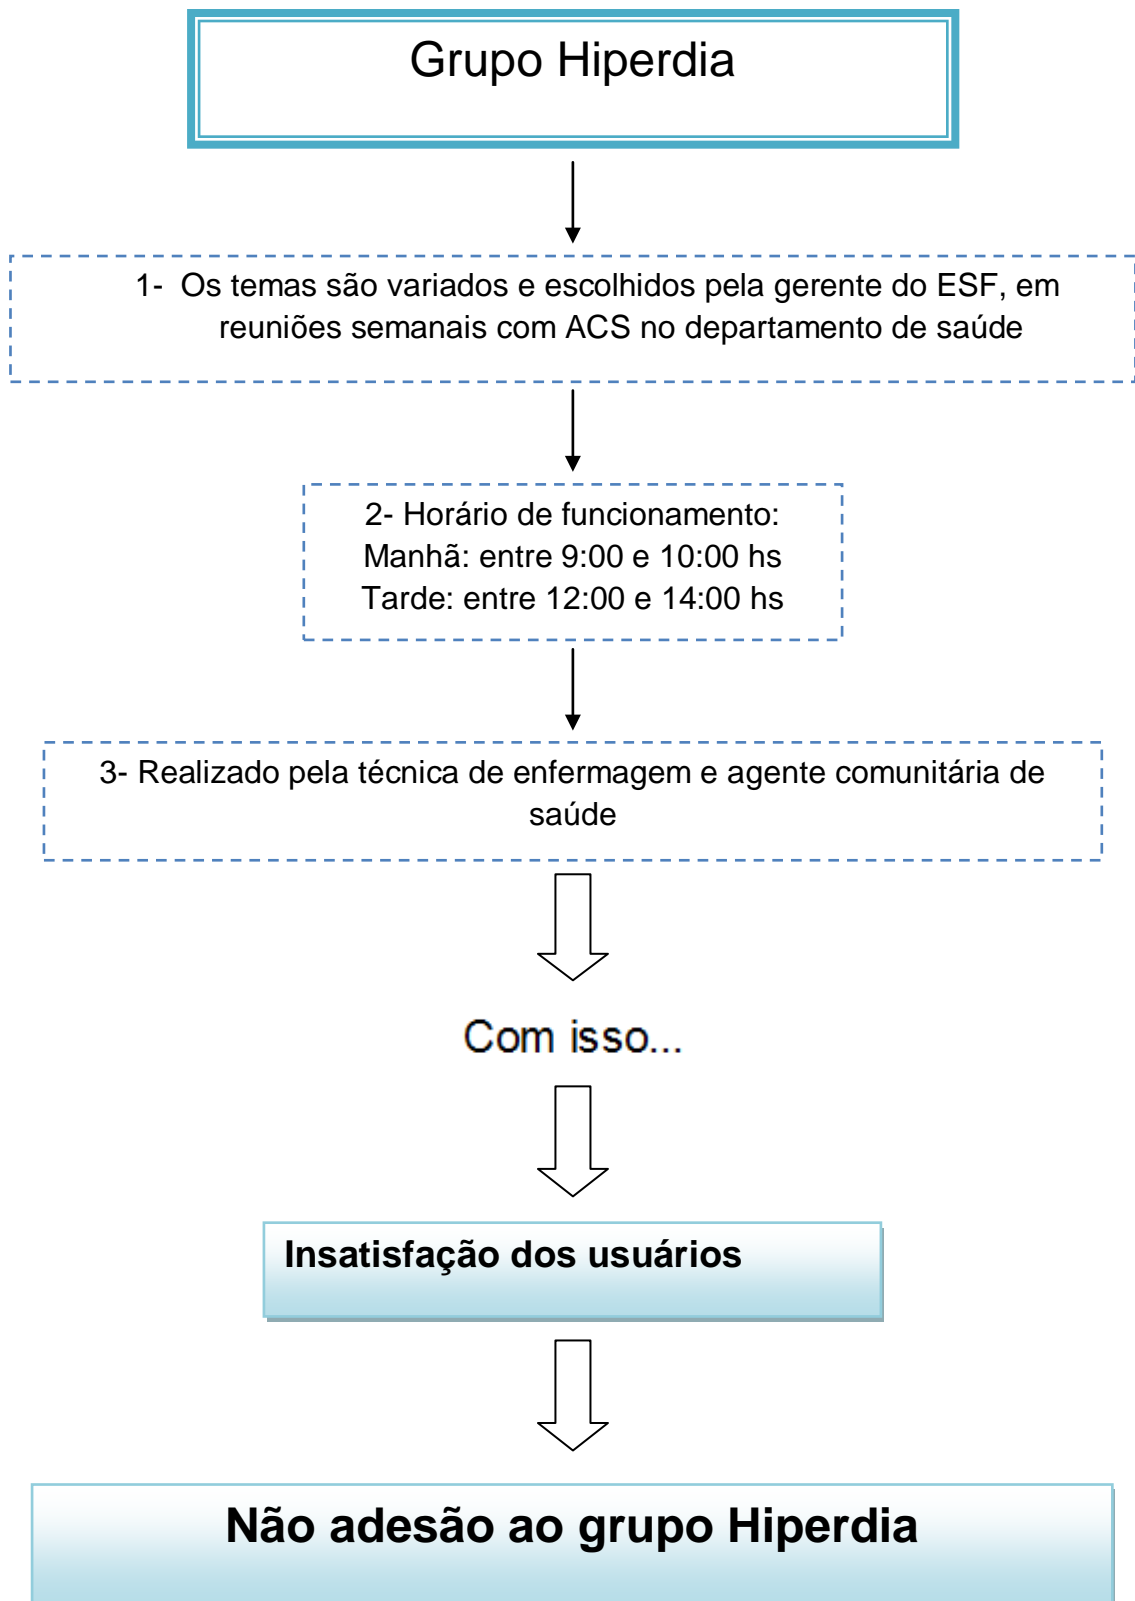 Grupo Hiperdia
1- Os temas são variados e escolhidos pela gerente do ESF, em
reuniões semanais com ACS no departamento de saúde
2- Horário de funcionamento:
Manhã: entre 9:00 e 10:00 hs
Tarde: entre 12:00 e 14:00 hs
3- Realizado pela técnica de enfermagem e agente comunitária de
saúde
Com isso...
Insatisfação dos usuários
Não adesão ao grupo Hiperdia